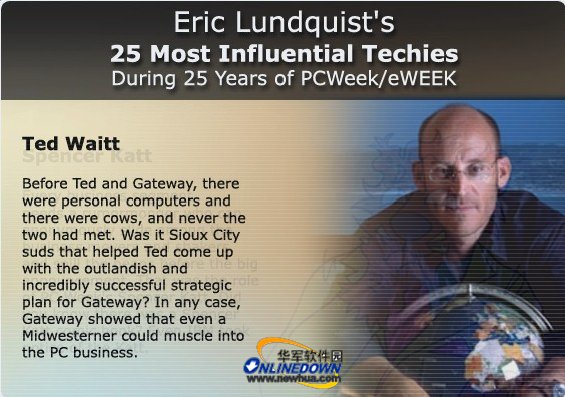 Eric Lundquist's
25 Most Influential Techies
During 25 Years of PCWeek/eWEEK
Ted Waitt
Spencer Katt
Before Ted and Gateway, there
were personal computers and
there were cows, and never the
two had met. Was it Sioux City
suds that helped Ted come up
with the outlandish and
incredibly successful strategic
plan for Gateway? In any case,
Gateway showed that even a
Midwesterner could muscle into
the PC business.
华军软件园
ONLINEDOWN
www.newhua.com